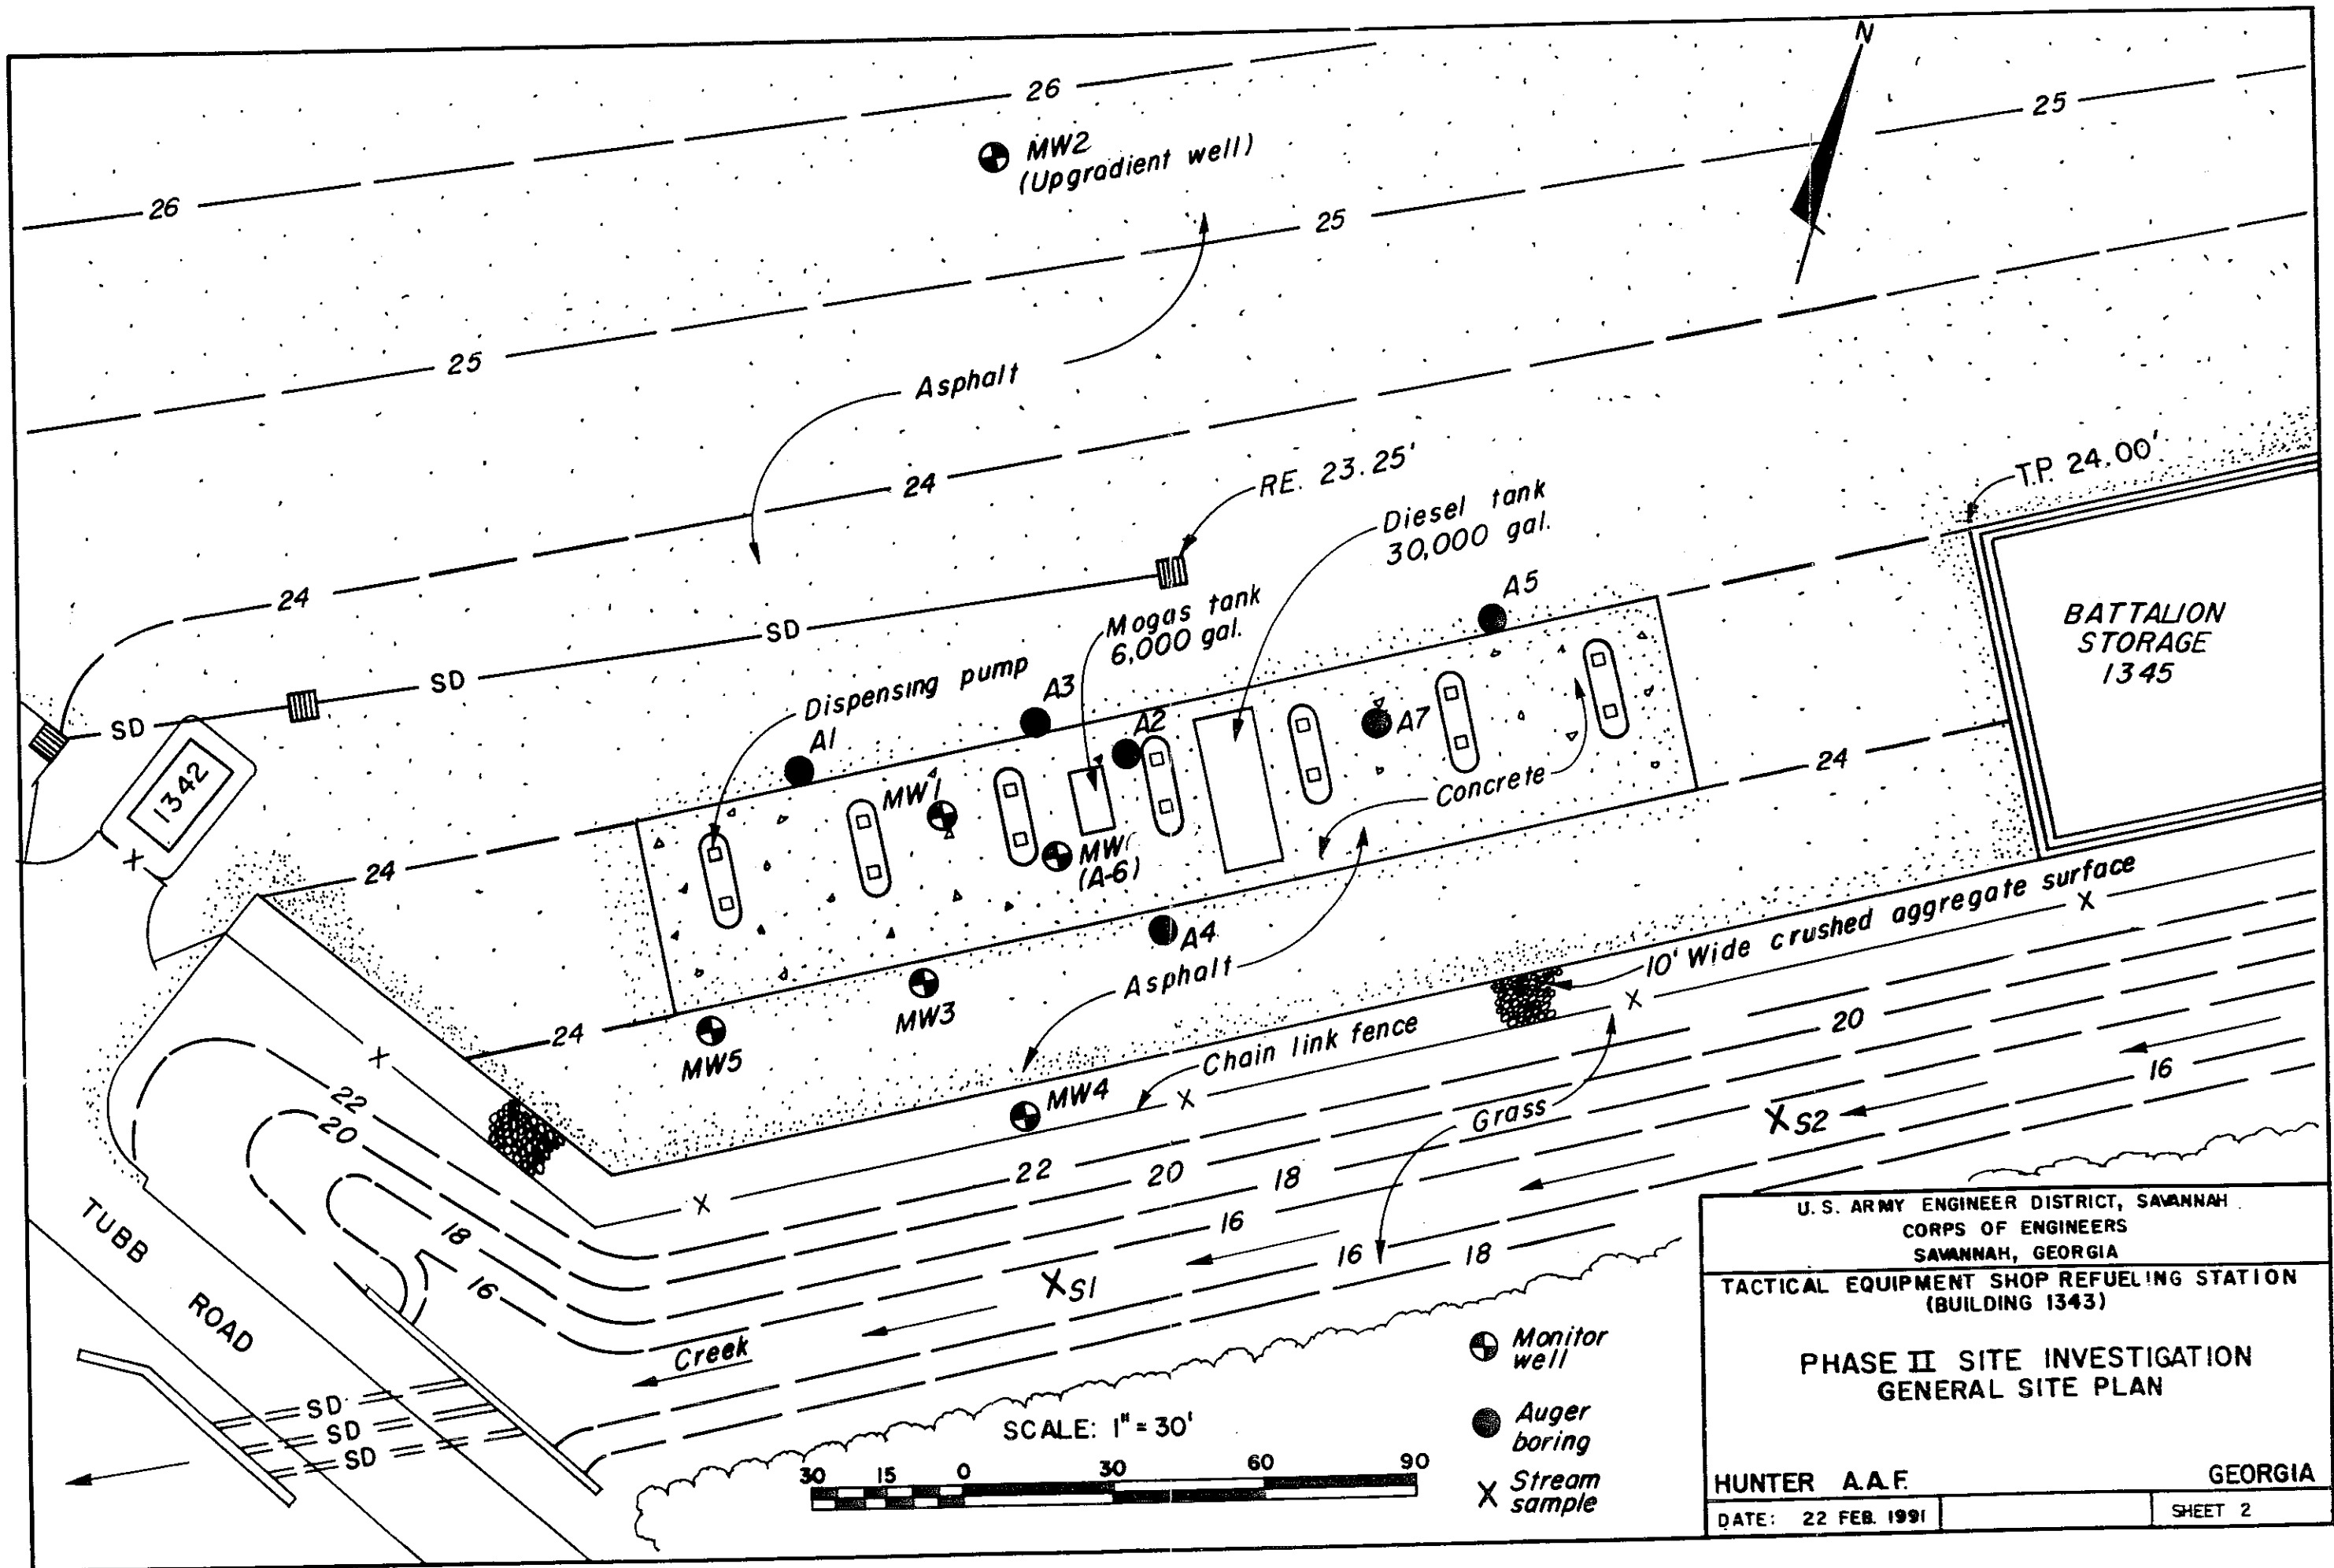 N
26
25
MW2
(Upgradient well)
26
25
25
Asphalt
24
RE. 23.25'
T.P. 24.00'
Diesel tank
30,000 gal.
24
SD
Mogas tank
6,000 gal.
A5
BATTALION
STORAGE
1345
SD
Dispensing pump
A3
A2
A7
SD
A1
1342
MW1
Concrete
24
X
MW
(A-6)
24
A4
10' Wide crushed aggregate surface
X
Asphalt
MW3
X
24
MW5
Chain link fence
20
X
22
MW4
X
Grass
16
20
X S2
22
20
18
X
TUBB
ROAD
18
16
16
18
16
X S1
Creek
SD
SD
SD
Monitor
well
Auger
boring
X Stream
sample
SCALE: 1" = 30'
30 15 0 30 60 90
U.S. ARMY ENGINEER DISTRICT, SAVANNAH
CORPS OF ENGINEERS
SAVANNAH, GEORGIA
TACTICAL EQUIPMENT SHOP REFUELING STATION
(BUILDING 1343)
PHASE II SITE INVESTIGATION
GENERAL SITE PLAN
HUNTER A.A.F. GEORGIA
DATE: 22 FEB. 1991
SHEET 2